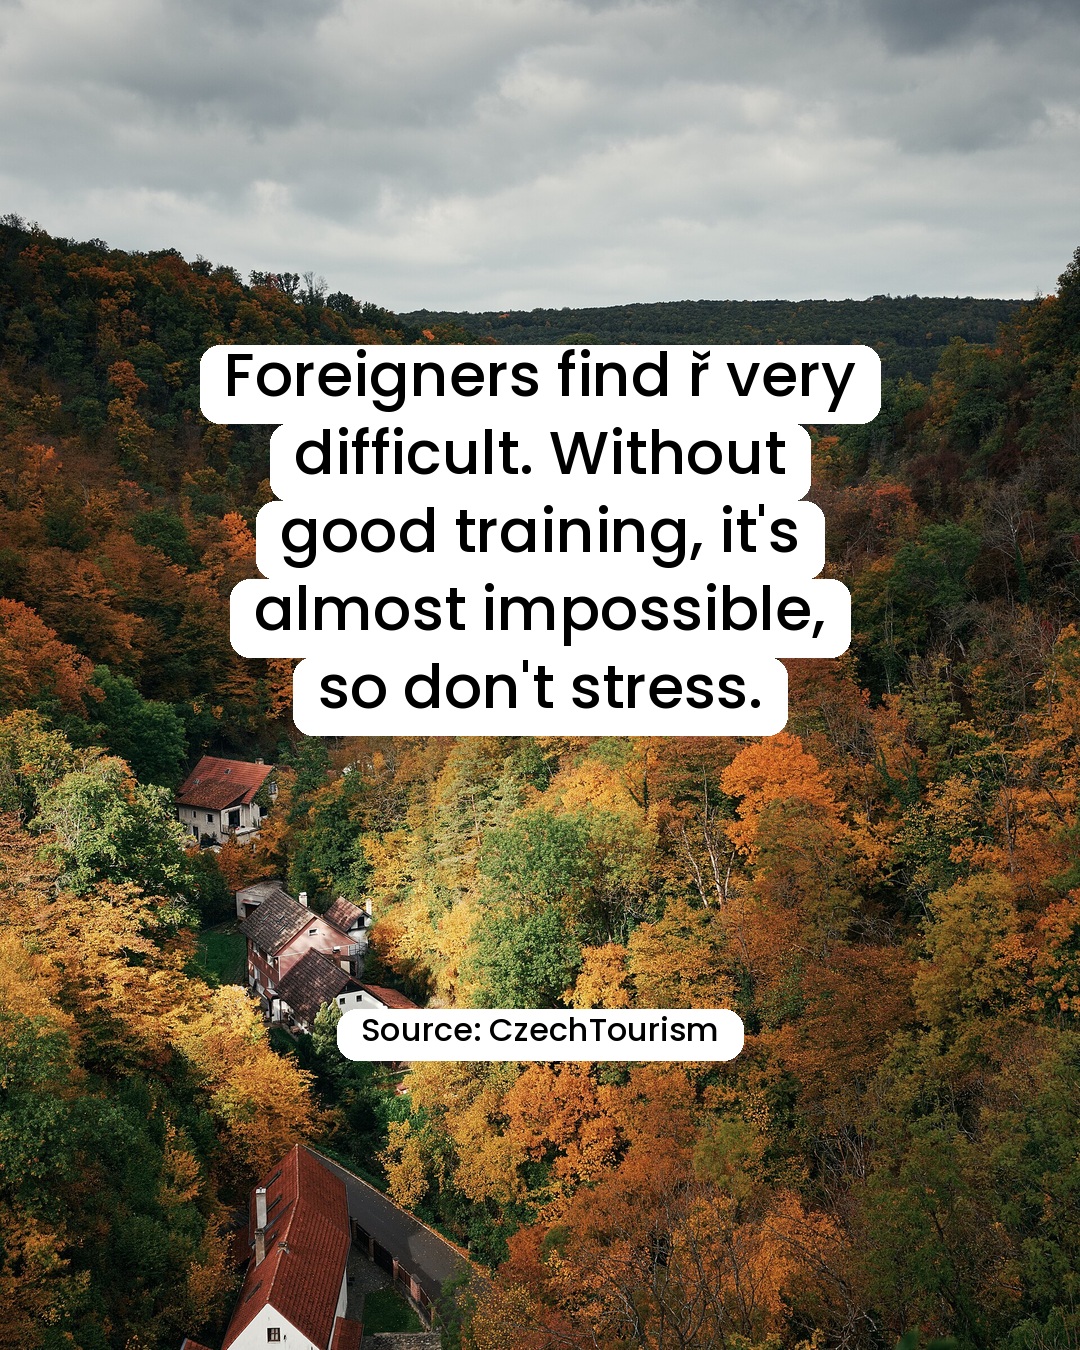 Foreigners find ř very
difficult. Without
good training, it's
almost impossible,
so don't stress.
Source: CzechTourism